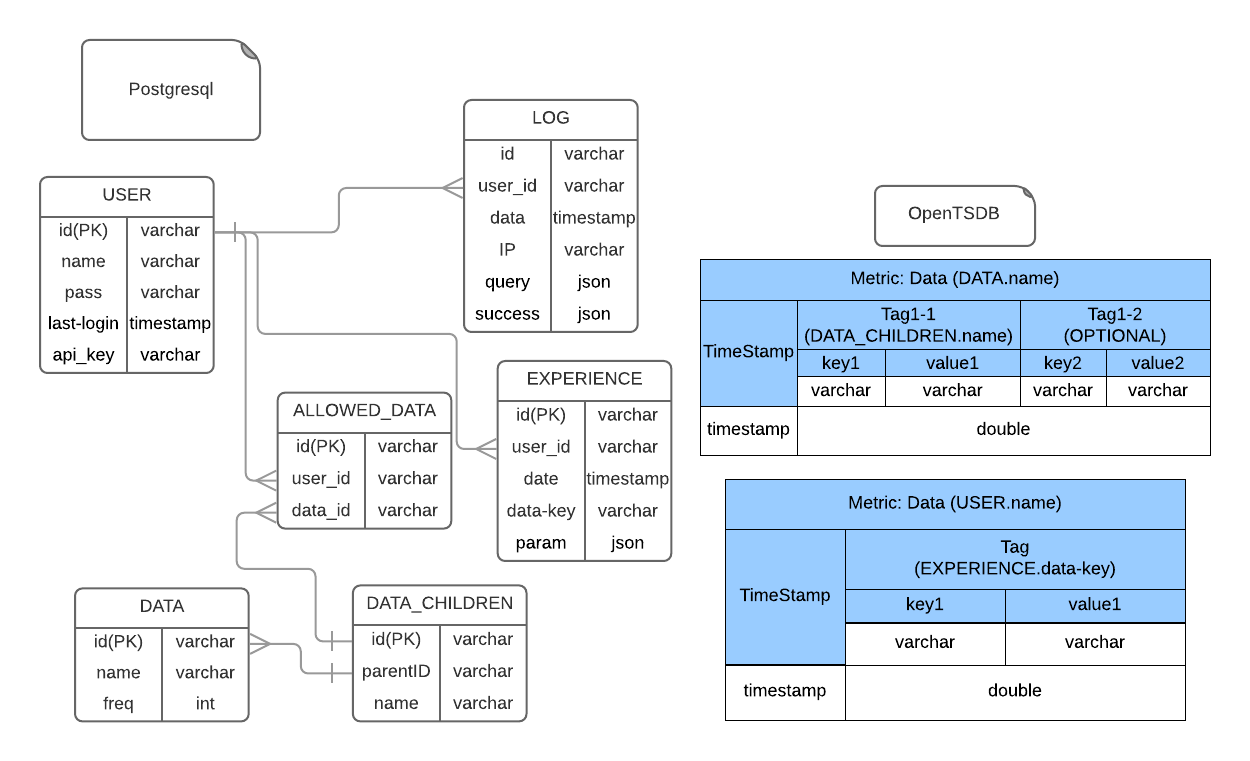 Postgresql
USER
id(PK) varchar
name varchar
pass varchar
last-login timestamp
api_key varchar
LOG
id varchar
user_id varchar
data timestamp
IP varchar
query json
success json
ALLOWED_DATA
id(PK) varchar
user_id varchar
data_id varchar
EXPERIENCE
id(PK) varchar
user_id varchar
date timestamp
data-key varchar
param json
DATA
id(PK) varchar
name varchar
freq int
DATA_CHILDREN
id(PK) varchar
parentID varchar
name varchar
OpenTSDB
Metric: Data (DATA.name)
TimeStamp
Tag1-1
(DATA_CHILDREN.name)
Tag1-2
(OPTIONAL)
key1 value1 key2 value2
varchar varchar varchar varchar
timestamp double
Metric: Data (USER.name)
TimeStamp
Tag
(EXPERIENCE.data-key)
key1 value1
varchar varchar
timestamp double